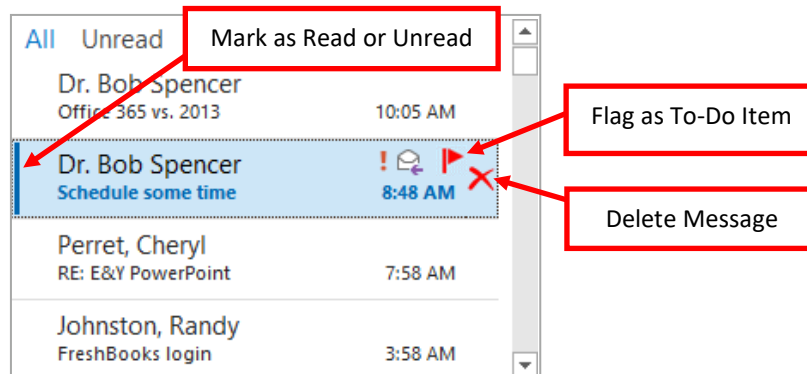 All Unread
Mark as Read or Unread
Dr. Bob Spencer
Office 365 vs. 2013 10:05 AM
Flag as To-Do Item
Dr. Bob Spencer !
Schedule some time 8:48 AM
Delete Message
Perret, Cheryl
RE: E&Y PowerPoint 7:58 AM
Johnston, Randy
FreshBooks login 3:58 AM